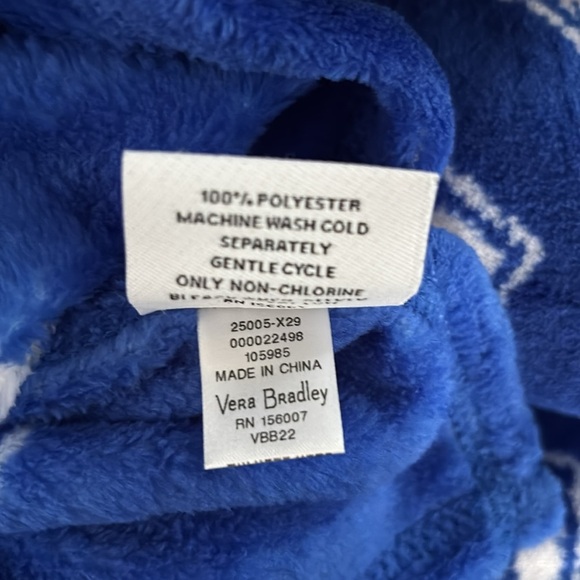 100% POLYESTER
MACHINE WASH COLD
SEPARATELY
GENTLE CYCLE
ONLY NON-CHLORINE
25005-X29
000022498
105985
MADE IN CHINA
Vera Bradley
RN 156007
VBB22